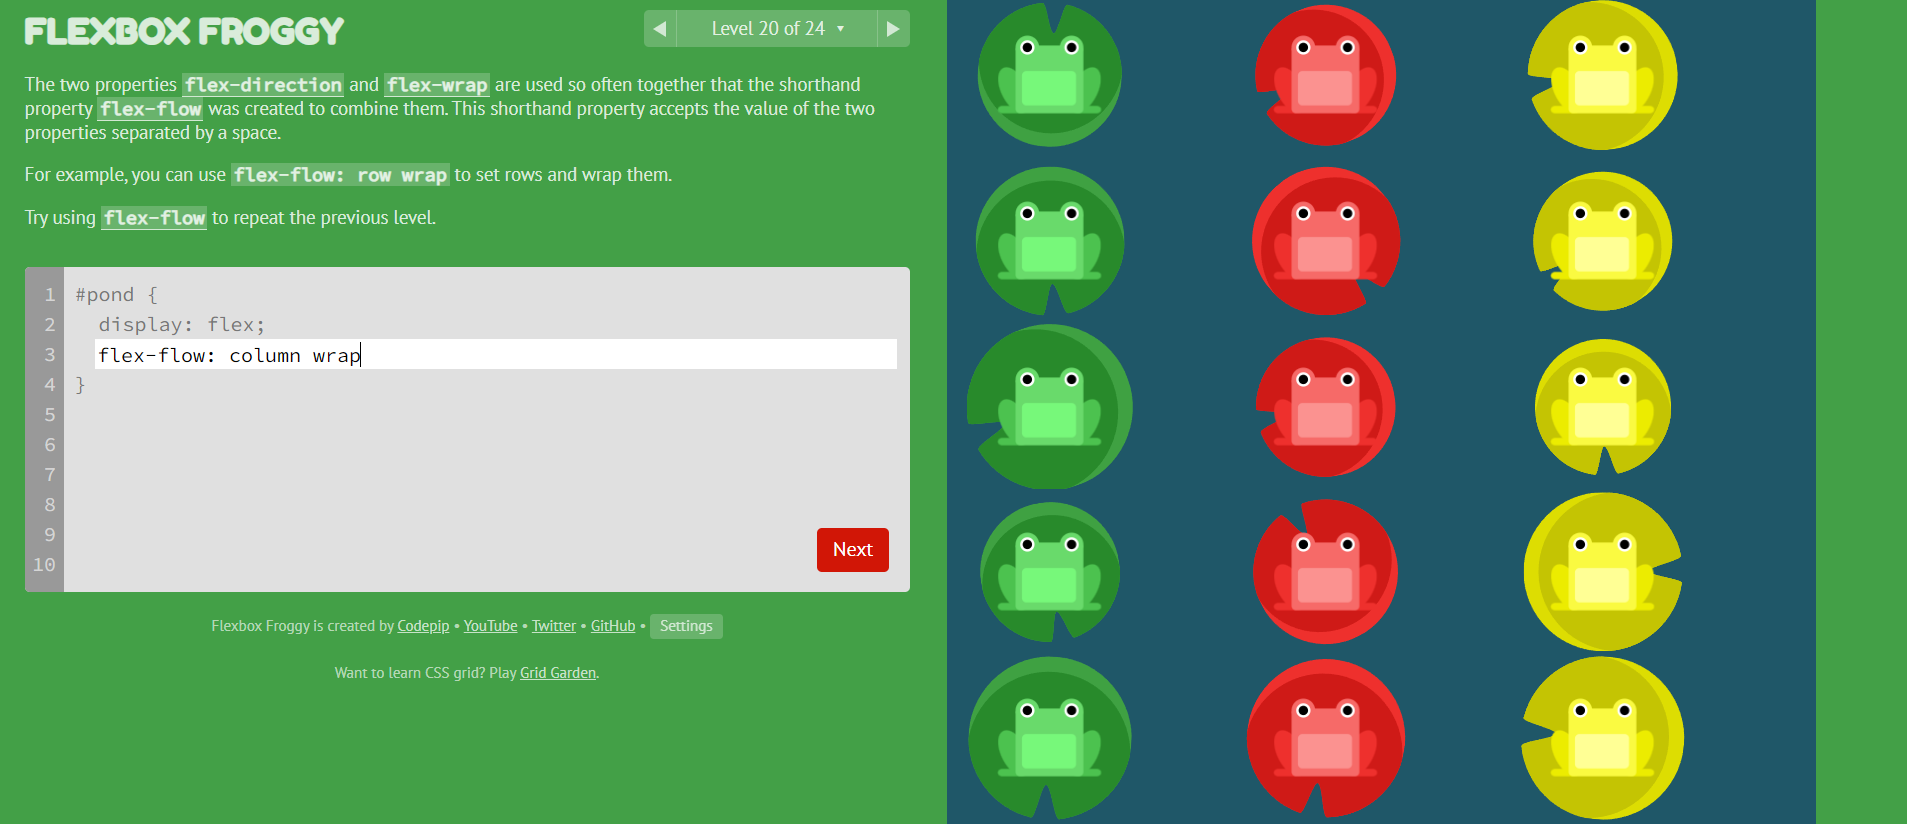 FLEXBOX FROGGY
◀ Level 20 of 24 ▼ ▶
The two properties flex-direction and flex-wrap are used so often together that the shorthand
property flex-flow was created to combine them. This shorthand property accepts the value of the two
properties separated by a space.
For example, you can use flex-flow: row wrap to set rows and wrap them.
Try using flex-flow to repeat the previous level.
1 #pond {
2 display: flex;
3 flex-flow: column wrap
4 }
5
6
7
8
9
10
Next
Flexbox Froggy is created by Codepip • YouTube • Twitter • GitHub • Settings
Want to learn CSS grid? Play Grid Garden.